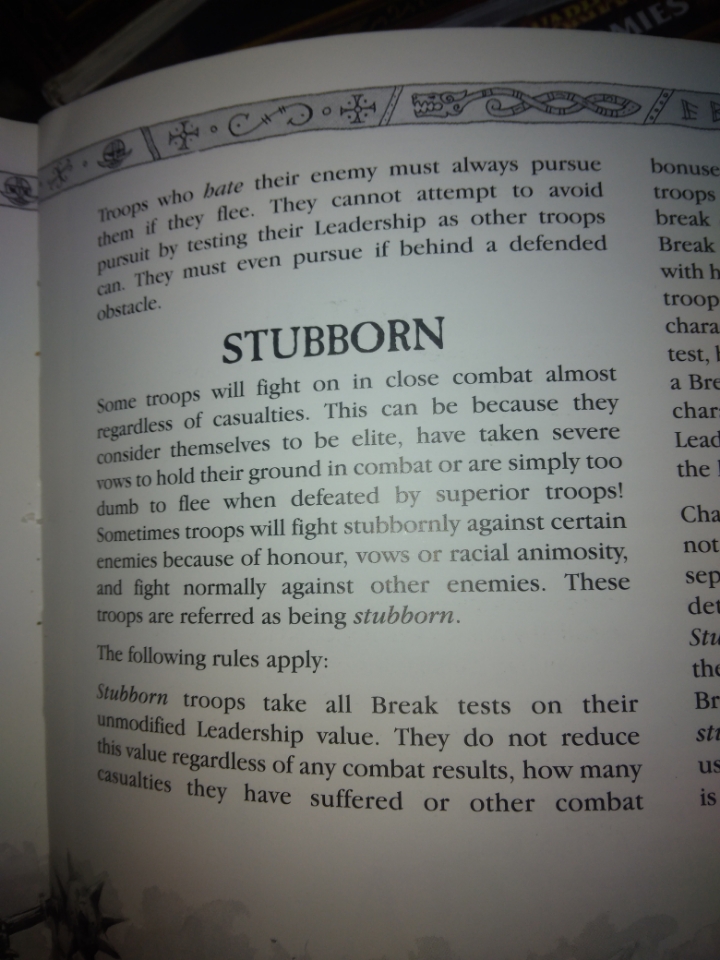 MIES
Troops who hate their enemy must always pursue
them if they flee. They cannot attempt to avoid
pursuit by testing their Leadership as other troops
can. They must even pursue if behind a defended
obstacle.
STUBBORN
Some troops will fight on in close combat almost
regardless of casualties. This can be because they
consider themselves to be elite, have taken severe
vows to hold their ground in combat or are simply too
dumb to flee when defeated by superior troops!
Sometimes troops will fight stubbornly against certain
enemies because of honour, vows or racial animosity,
and fight normally against other enemies. These
troops are referred as being stubborn.
The following rules apply:
Stubborn troops take all Break tests on their
unmodified Leadership value. They do not reduce
this value regardless of any combat results, how many
casualties they have suffered or other combat
bonuse
troops
break
Break
with h
troop
chara
test, b
a Bre
char
Lead
the
Cha
not
sep
det
Stu
the
Br
stu
us
is